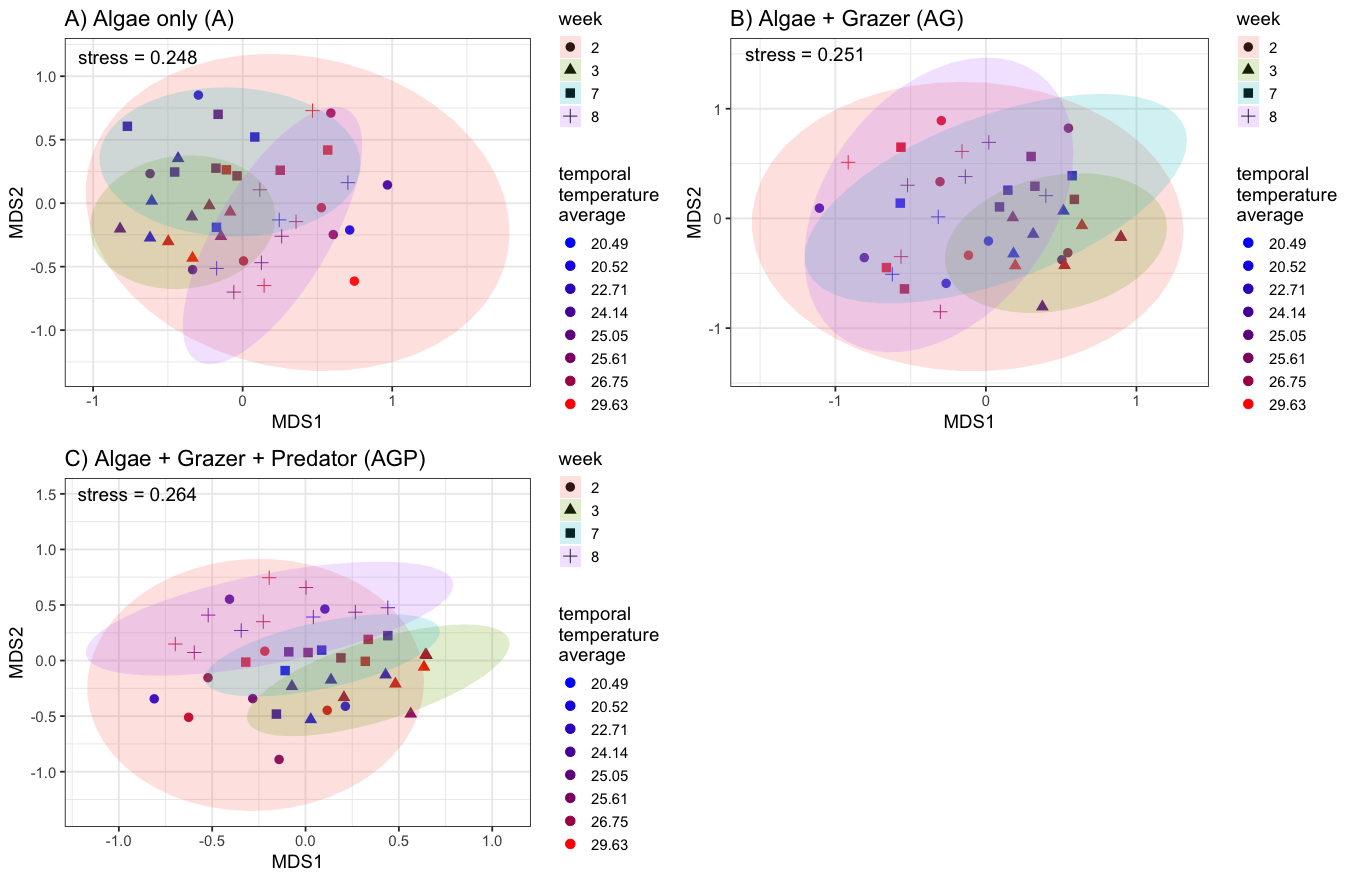 A) Algae only (A)
stress = 0.248
1.0
0.5
0.0
-0.5
-1.0
MDS2
-1
0
1
MDS1
week
2
3
7
8
temporal
temperature
average
20.49
20.52
22.71
24.14
25.05
25.61
26.75
29.63
B) Algae + Grazer (AG)
stress = 0.251
1
0
-1
MDS2
-1
0
1
MDS1
week
2
3
7
8
temporal
temperature
average
20.49
20.52
22.71
24.14
25.05
25.61
26.75
29.63
C) Algae + Grazer + Predator (AGP)
stress = 0.264
1.5
1.0
0.5
0.0
-0.5
-1.0
MDS2
-1.0
-0.5
0.0
0.5
1.0
MDS1
week
2
3
7
8
temporal
temperature
average
20.49
20.52
22.71
24.14
25.05
25.61
26.75
29.63